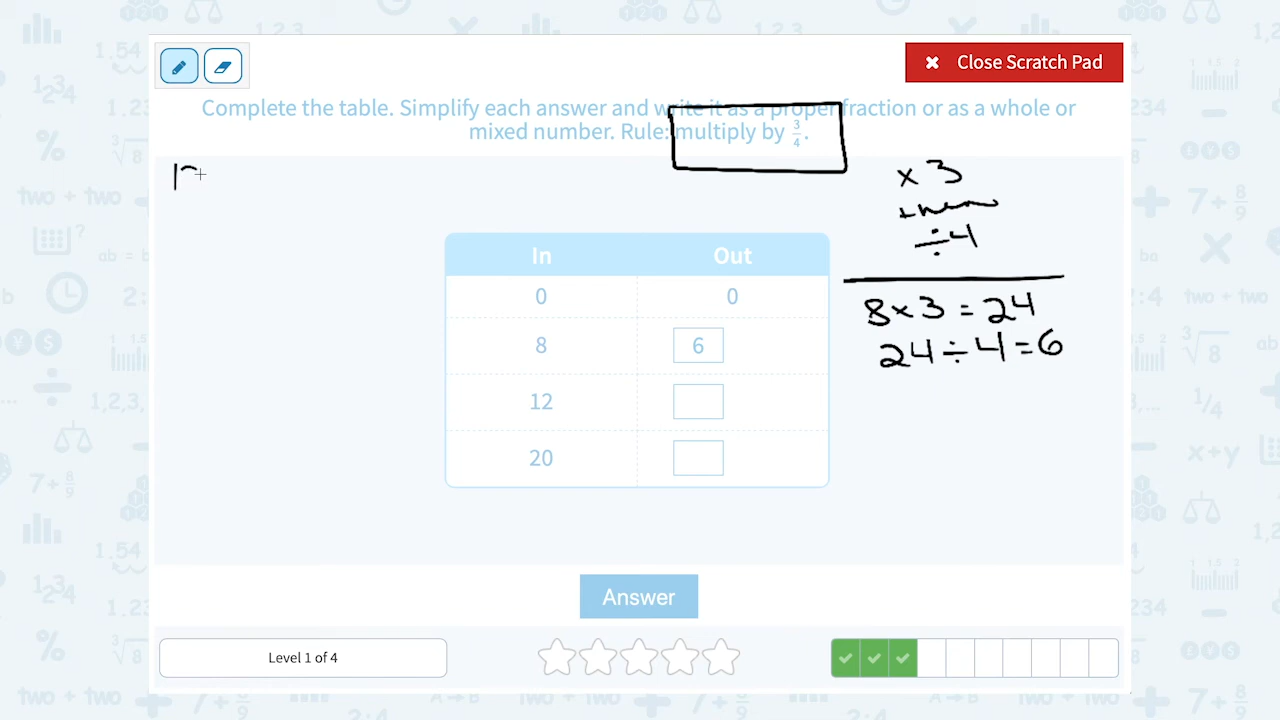 Close Scratch Pad
Complete the table. Simplify each answer and write it as a proper fraction or as a whole or
mixed number. Rule: multiply by 3/4.
x 3
then
÷4
8 x 3 = 24
24 ÷ 4 = 6
In Out
0 0
8 6
12
20
Answer
Level 1 of 4